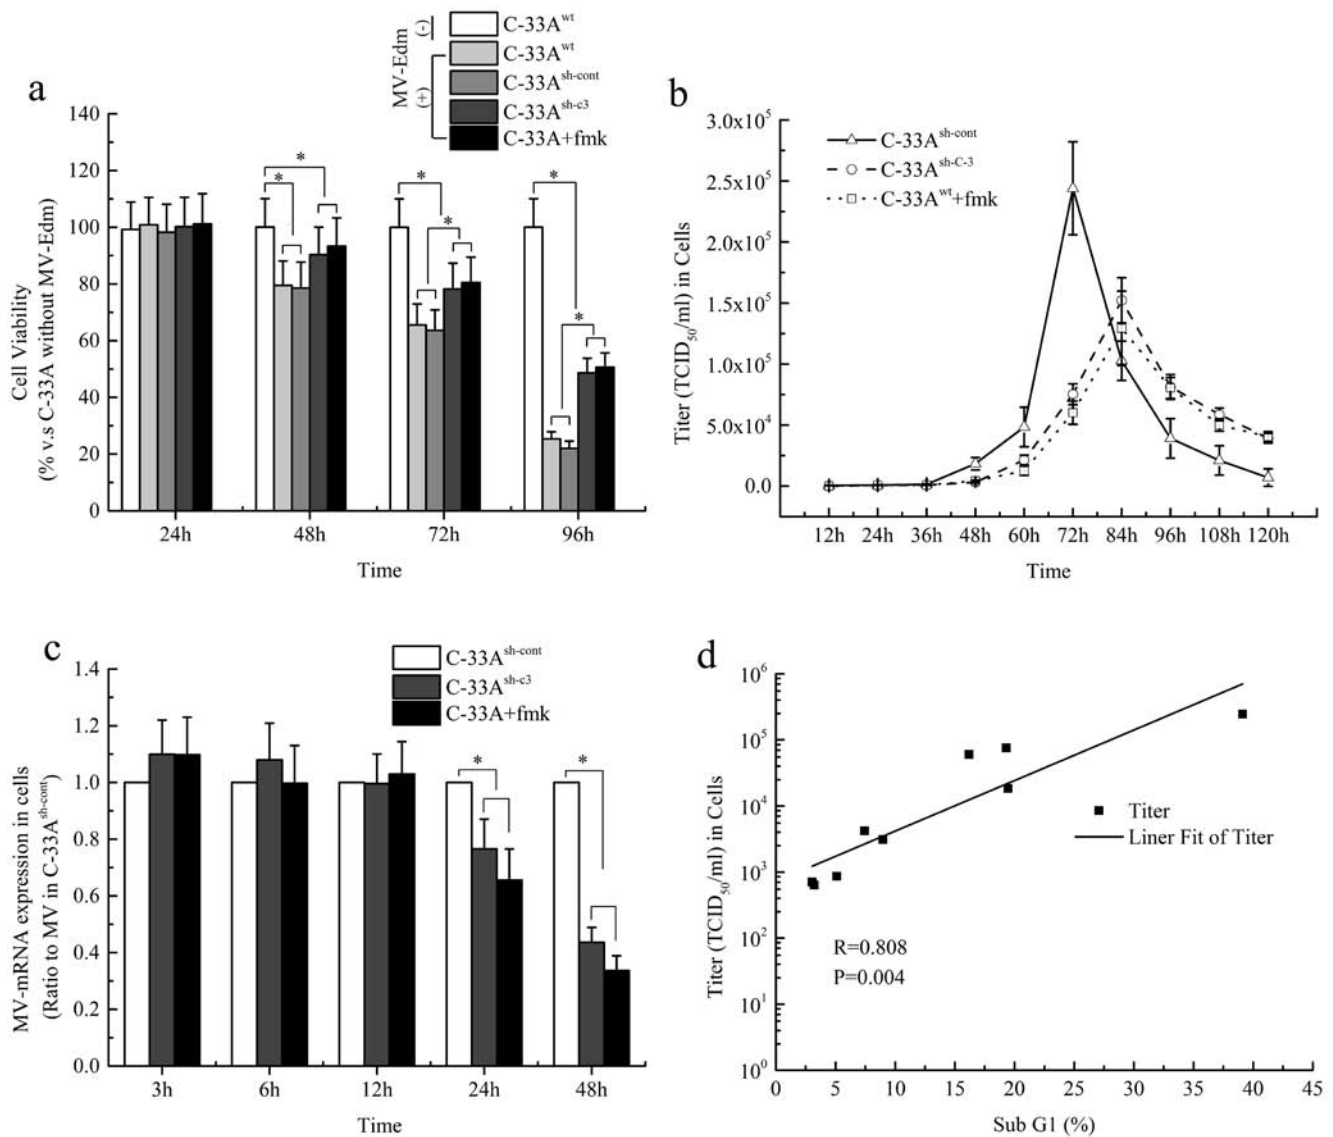 a
MV-Edm
(-)
(+)
C-33A^wt
C-33A^wt
C-33A^sh-cont
C-33A^sh-c3
C-33A+fmk
Cell Viability
(% v.s C-33A without MV-Edm)
140
120
100
80
60
40
20
0
* * * * * *
24h 48h 72h 96h
Time
b
C-33A^sh-cont
C-33A^sh-C-3
C-33A^wt+fmk
Titer (TCID50/ml) in Cells
3.0x10^5
2.5x10^5
2.0x10^5
1.5x10^5
1.0x10^5
5.0x10^4
0.0
12h 24h 36h 48h 60h 72h 84h 96h 108h 120h
Time
c
C-33A^sh-cont
C-33A^sh-c3
C-33A+fmk
MV-mRNA expression in cells
(Ratio to MV in C-33A^sh-cont)
1.4
1.2
1.0
0.8
0.6
0.4
0.2
0.0
* *
3h 6h 12h 24h 48h
Time
d
Titer (TCID50/ml) in Cells
10^6
10^5
10^4
10^3
10^2
10^1
10^0
Titer
Liner Fit of Titer
R=0.808
P=0.004
0 5 10 15 20 25 30 35 40 45
Sub G1 (%)